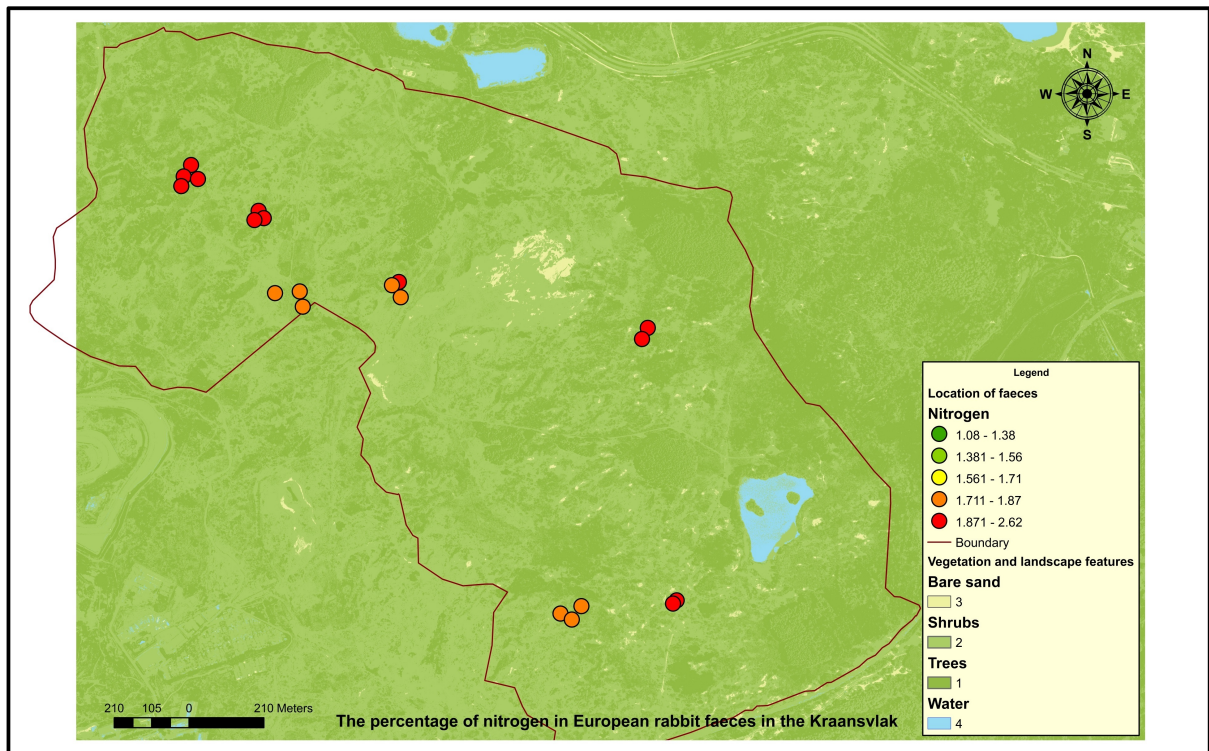 N
W E
S
Legend
Location of faeces
Nitrogen
1.08 - 1.38
1.381 - 1.56
1.561 - 1.71
1.711 - 1.87
1.871 - 2.62
Boundary
Vegetation and landscape features
Bare sand
3
Shrubs
2
Trees
1
Water
4
210 105 0 210 Meters
The percentage of nitrogen in European rabbit faeces in the Kraansvlak